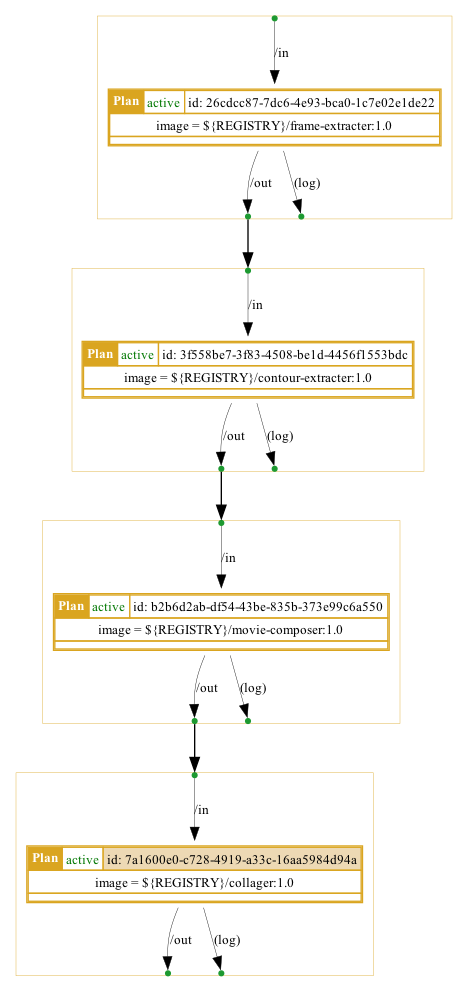 /in
Plan active id: 26cdcc87-7dc6-4e93-bca0-1c7e02e1de22
image = ${REGISTRY}/frame-extracter:1.0
/out (log)
/in
Plan active id: 3f558be7-3f83-4508-be1d-4456f1553bdc
image = ${REGISTRY}/contour-extracter:1.0
/out (log)
/in
Plan active id: b2b6d2ab-df54-43be-835b-373e99c6a550
image = ${REGISTRY}/movie-composer:1.0
/out (log)
/in
Plan active id: 7a1600e0-c728-4919-a33c-16aa5984d94a
image = ${REGISTRY}/collager:1.0
/out (log)